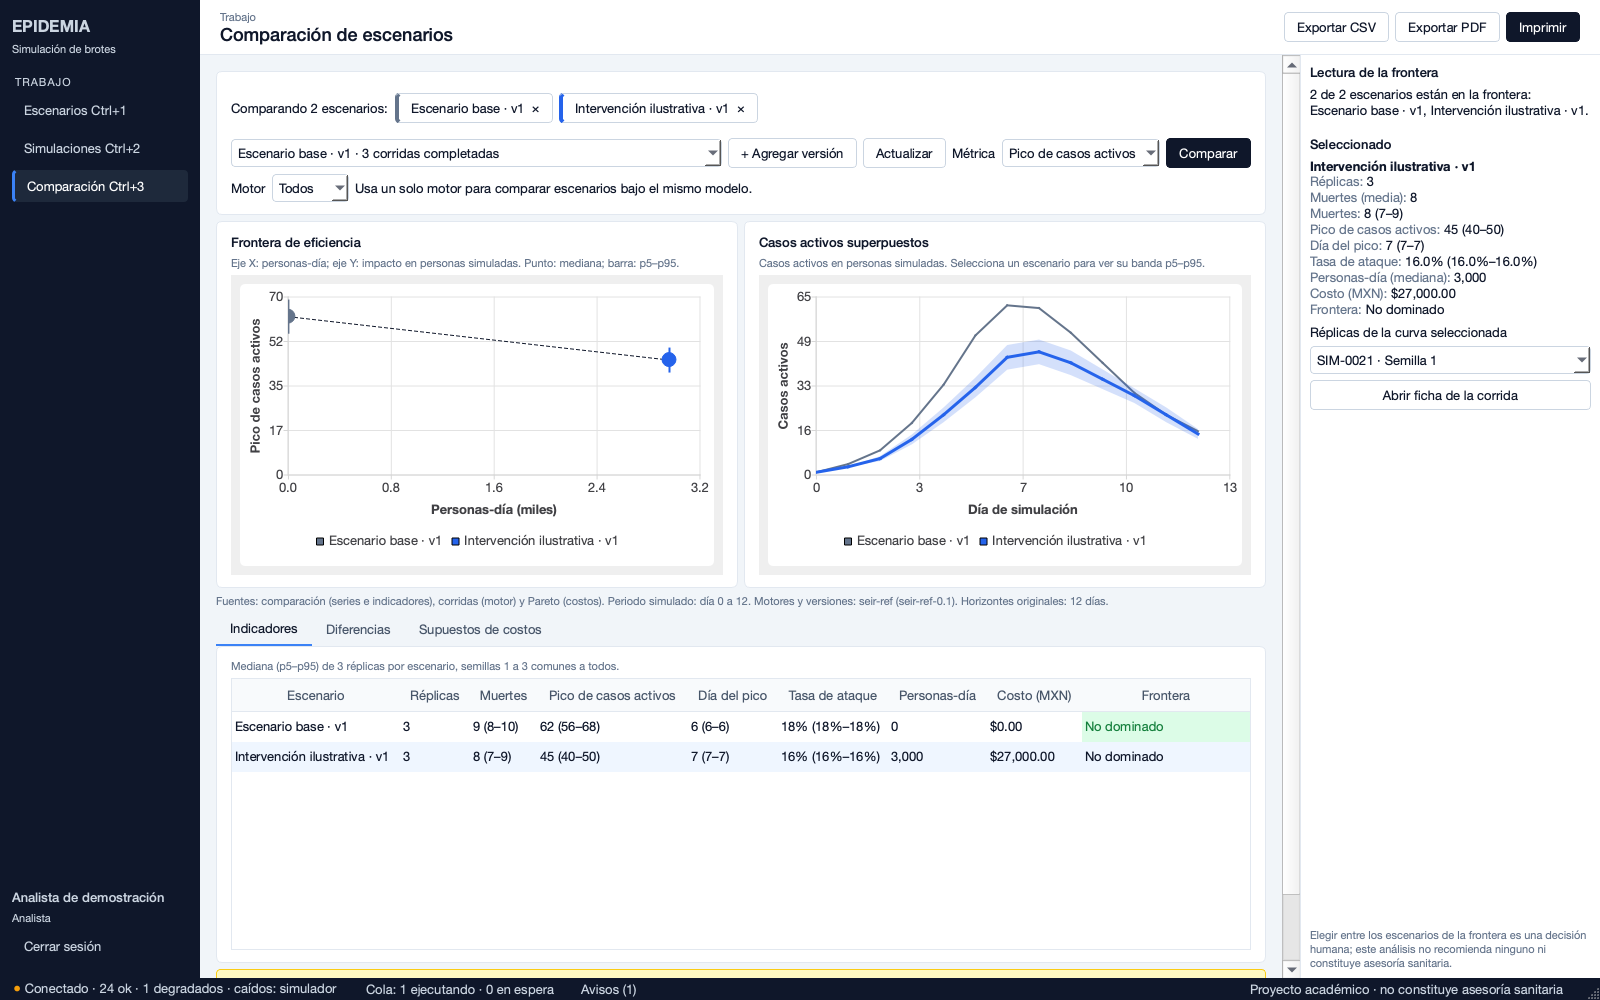 EPIDEMIA
Simulación de brotes
TRABAJO
Escenarios Ctrl+1
Simulaciones Ctrl+2
Comparación Ctrl+3
Analista de demostración
Analista
Cerrar sesión
Trabajo
Comparación de escenarios
Exportar CSV
Exportar PDF
Imprimir
Comparando 2 escenarios:
Escenario base · v1 ×
Intervención ilustrativa · v1 ×
Escenario base · v1 · 3 corridas completadas
+ Agregar versión
Actualizar
Métrica
Pico de casos activos
Comparar
Motor
Todos
Usa un solo motor para comparar escenarios bajo el mismo modelo.
Frontera de eficiencia
Eje X: personas-día; eje Y: impacto en personas simuladas. Punto: mediana; barra: p5–p95.
Pico de casos activos
70
52
35
17
0
0.0
0.8
1.6
2.4
3.2
Personas-día (miles)
Escenario base · v1
Intervención ilustrativa · v1
Casos activos superpuestos
Casos activos en personas simuladas. Selecciona un escenario para ver su banda p5–p95.
Casos activos
65
49
33
16
0
0
3
7
10
13
Día de simulación
Escenario base · v1
Intervención ilustrativa · v1
Fuentes: comparación (series e indicadores), corridas (motor) y Pareto (costos). Periodo simulado: día 0 a 12. Motores y versiones: seir-ref (seir-ref-0.1). Horizontes originales: 12 días.
Indicadores
Diferencias
Supuestos de costos
Mediana (p5–p95) de 3 réplicas por escenario, semillas 1 a 3 comunes a todos.
Escenario Réplicas Muertes Pico de casos activos Día del pico Tasa de ataque Personas-día Costo (MXN) Frontera
Escenario base · v1 3 9 (8–10) 62 (56–68) 6 (6–6) 18% (18%–18%) 0 $0.00 No dominado
Intervención ilustrativa · v1 3 8 (7–9) 45 (40–50) 7 (7–7) 16% (16%–16%) 3,000 $27,000.00 No dominado
Lectura de la frontera
2 de 2 escenarios están en la frontera:
Escenario base · v1, Intervención ilustrativa · v1.
Seleccionado
Intervención ilustrativa · v1
Réplicas: 3
Muertes (media): 8
Muertes: 8 (7–9)
Pico de casos activos: 45 (40–50)
Día del pico: 7 (7–7)
Tasa de ataque: 16.0% (16.0%–16.0%)
Personas-día (mediana): 3,000
Costo (MXN): $27,000.00
Frontera: No dominado
Réplicas de la curva seleccionada
SIM-0021 · Semilla 1
Abrir ficha de la corrida
Elegir entre los escenarios de la frontera es una decisión
humana; este análisis no recomienda ninguno ni
constituye asesoría sanitaria.
Conectado · 24 ok · 1 degradados · caídos: simulador
Cola: 1 ejecutando · 0 en espera
Avisos (1)
Proyecto académico · no constituye asesoría sanitaria